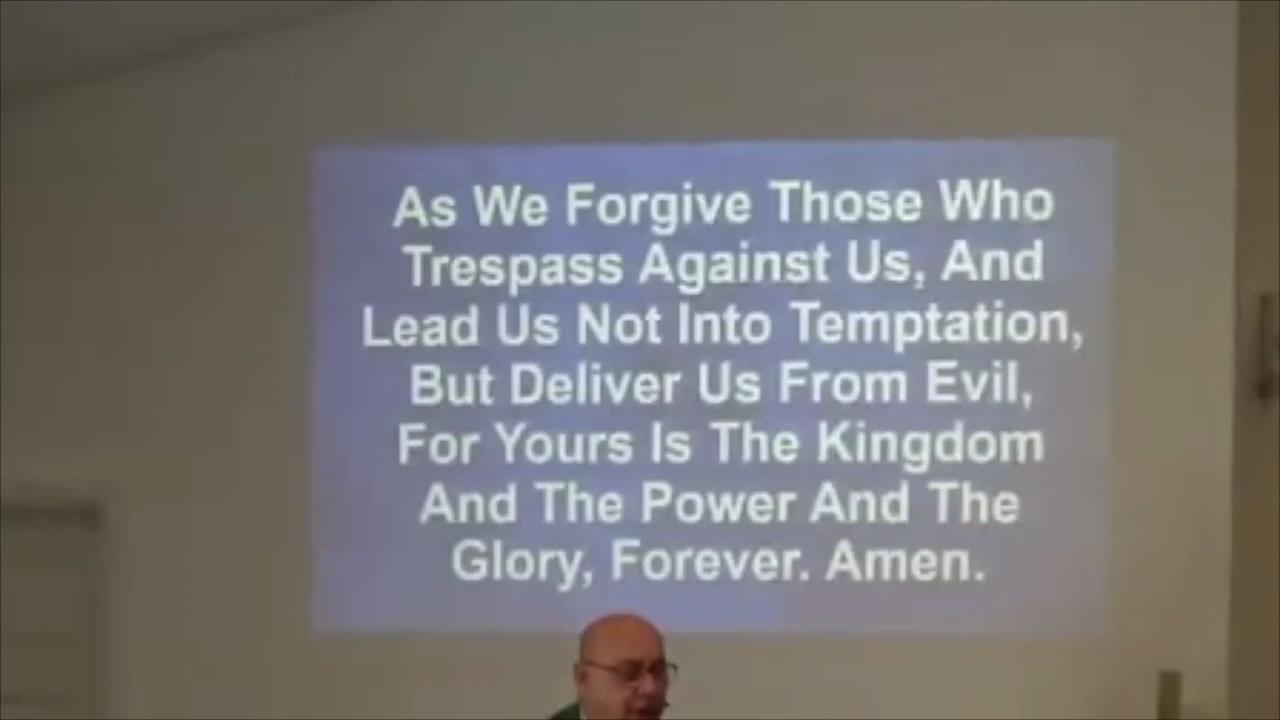 As We Forgive Those Who
Trespass Against Us, And
Lead Us Not Into Temptation,
But Deliver Us From Evil,
For Yours Is The Kingdom
And The Power And The
Glory, Forever. Amen.